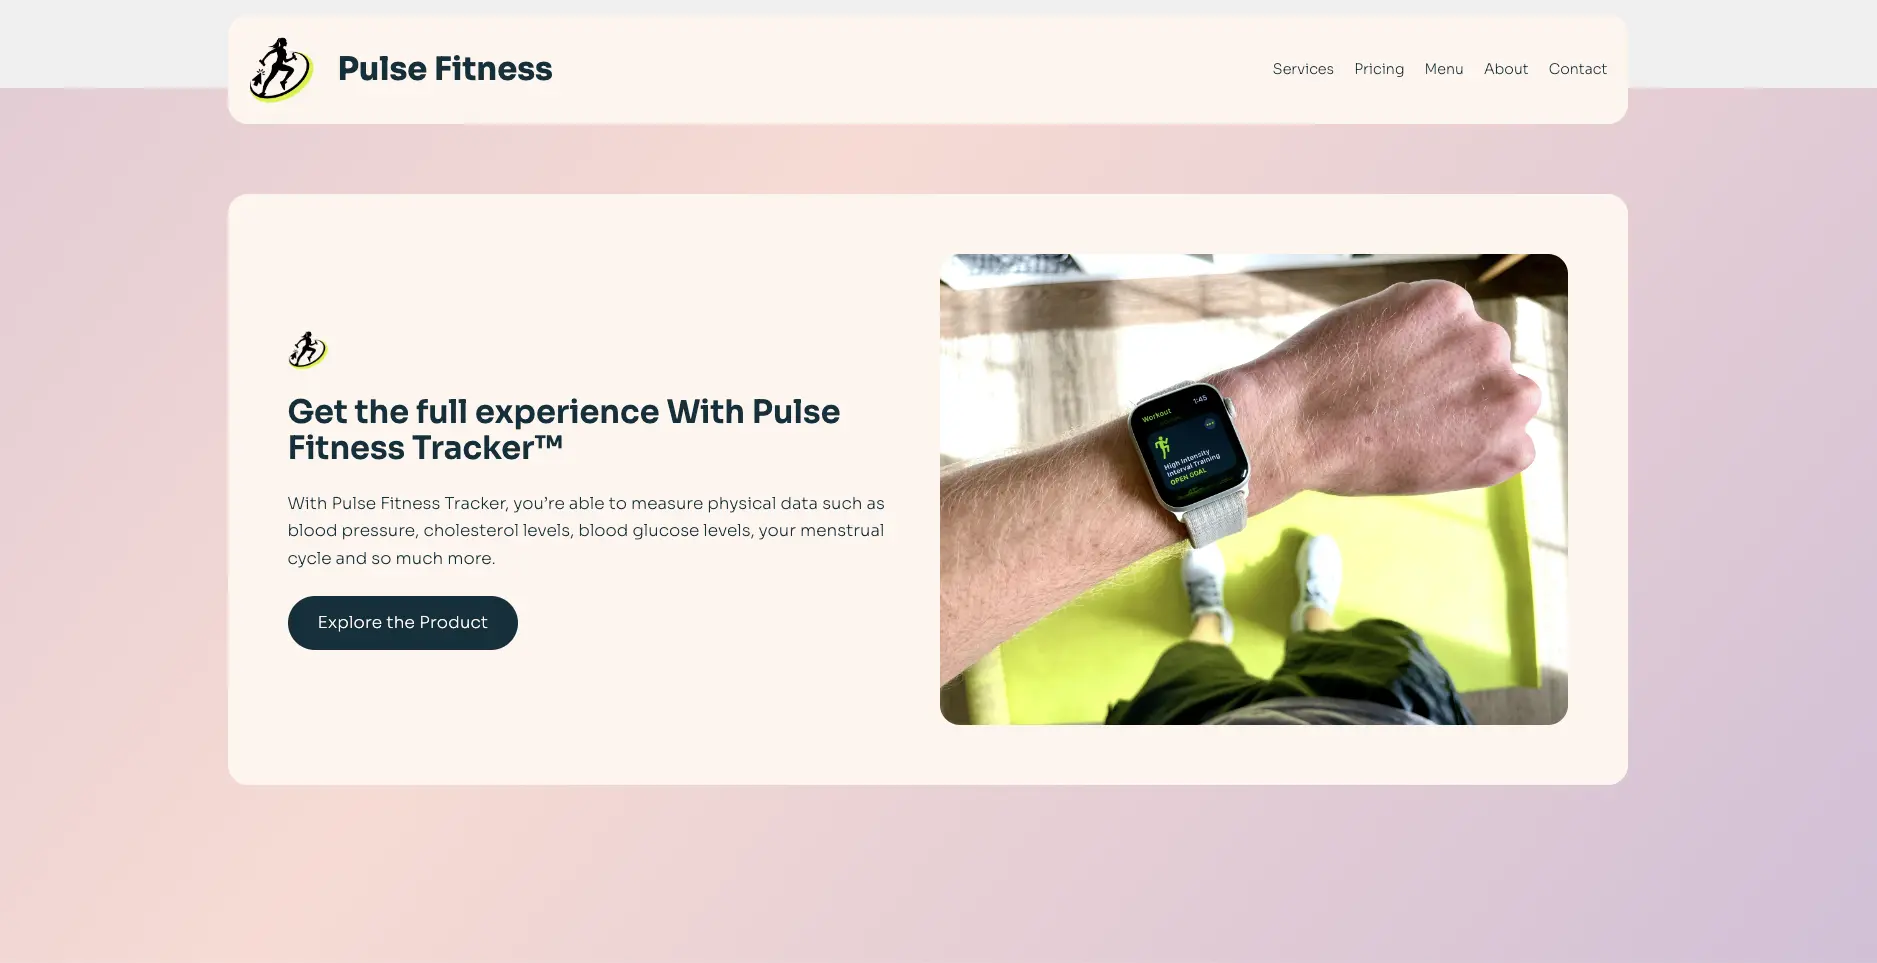 Pulse Fitness
Services Pricing Menu About Contact
Get the full experience With Pulse
Fitness Tracker™
With Pulse Fitness Tracker, you’re able to measure physical data such as
blood pressure, cholesterol levels, blood glucose levels, your menstrual
cycle and so much more.
Explore the Product
1:45
Workout
High Intensity
Interval Training
OPEN GOAL